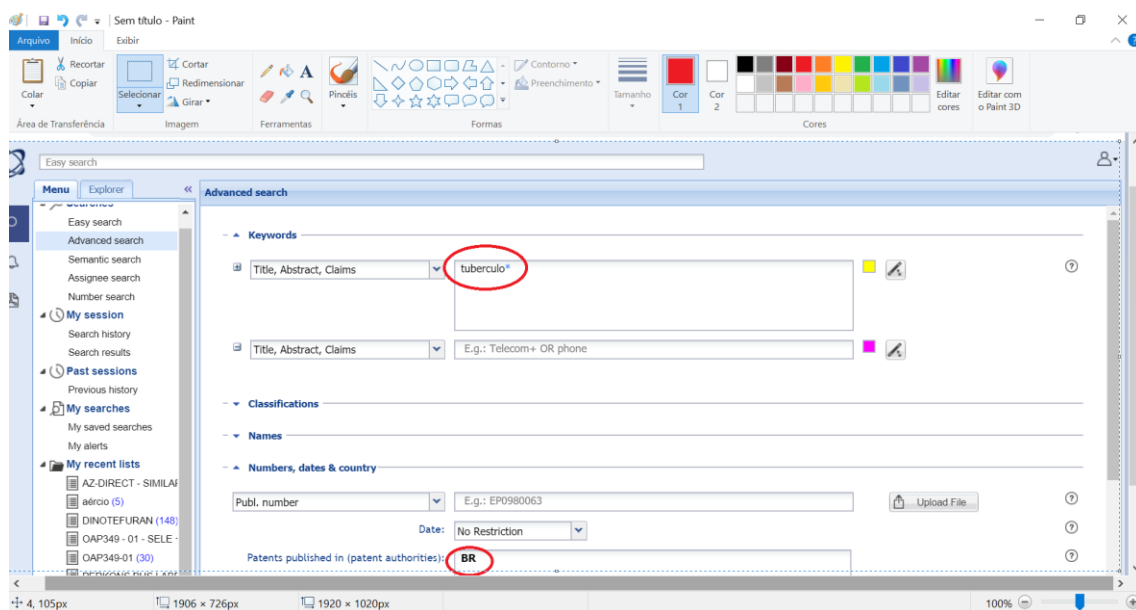 Sem título - Paint
Arquivo Início Exibir
Colar
Recortar
Copiar
Área de Transferência
Selecionar
Cortar
Redimensionar
Girar
Imagem
A
Ferramentas
Pincéis
Contorno
Preenchimento
Formas
Tamanho
Cor
1
Cor
2
Editar
cores
Cores
Editar com
o Paint 3D
Easy search
Menu Explorer «
Searches
Easy search
Advanced search
Semantic search
Assignee search
Number search
My session
Search history
Search results
Past sessions
Previous history
My searches
My saved searches
My alerts
My recent lists
AZ-DIRECT - SIMILAR
aércio (5)
DINOTEFURAN (148)
OAP349 - 01 - SELE -
OAP349-01 (30)
Advanced search
Keywords
Title, Abstract, Claims tuberculo*
Title, Abstract, Claims E.g.: Telecom+ OR phone
Classifications
Names
Numbers, dates & country
Publ. number E.g.: EP0980063 Upload File
Date: No Restriction
Patents published in (patent authorities): BR
4, 105px 1906 × 726px 1920 × 1020px 100%